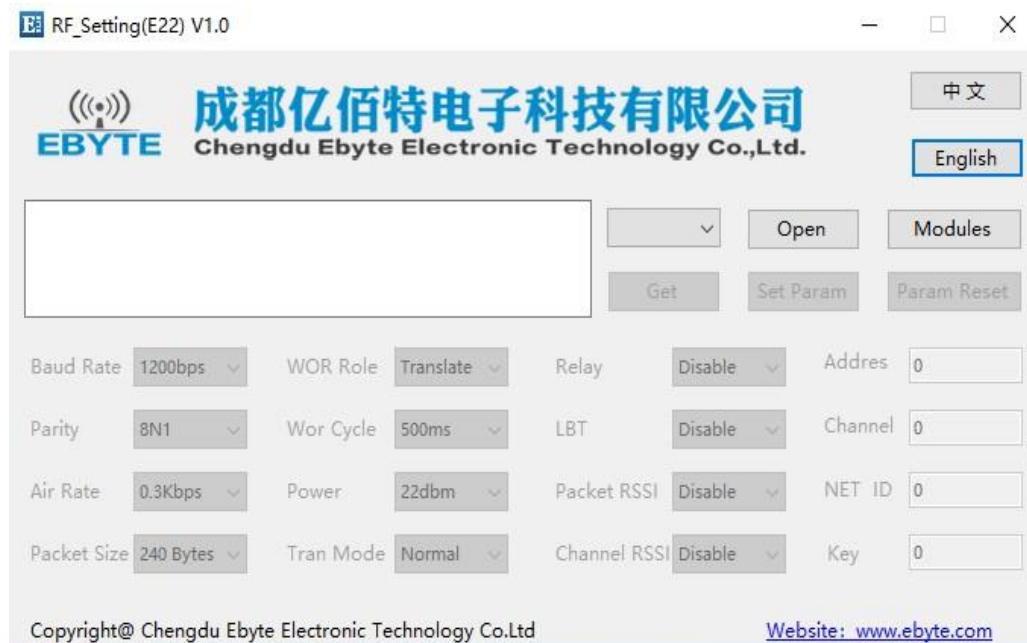 RF_Setting(E22) V1.0
中文
EBYTE
成都亿佰特电子科技有限公司
Chengdu Ebyte Electronic Technology Co.,Ltd.
English
Open
Modules
Get
Set Param
Param Reset
Baud Rate 1200bps WOR Role Translate Relay Disable Addres 0
Parity 8N1 Wor Cycle 500ms LBT Disable Channel 0
Air Rate 0.3Kbps Power 22dbm Packet RSSI Disable NET ID 0
Packet Size 240 Bytes Tran Mode Normal Channel RSSI Disable Key 0
Copyright@ Chengdu Ebyte Electronic Technology Co.Ltd Website: www.ebyte.com